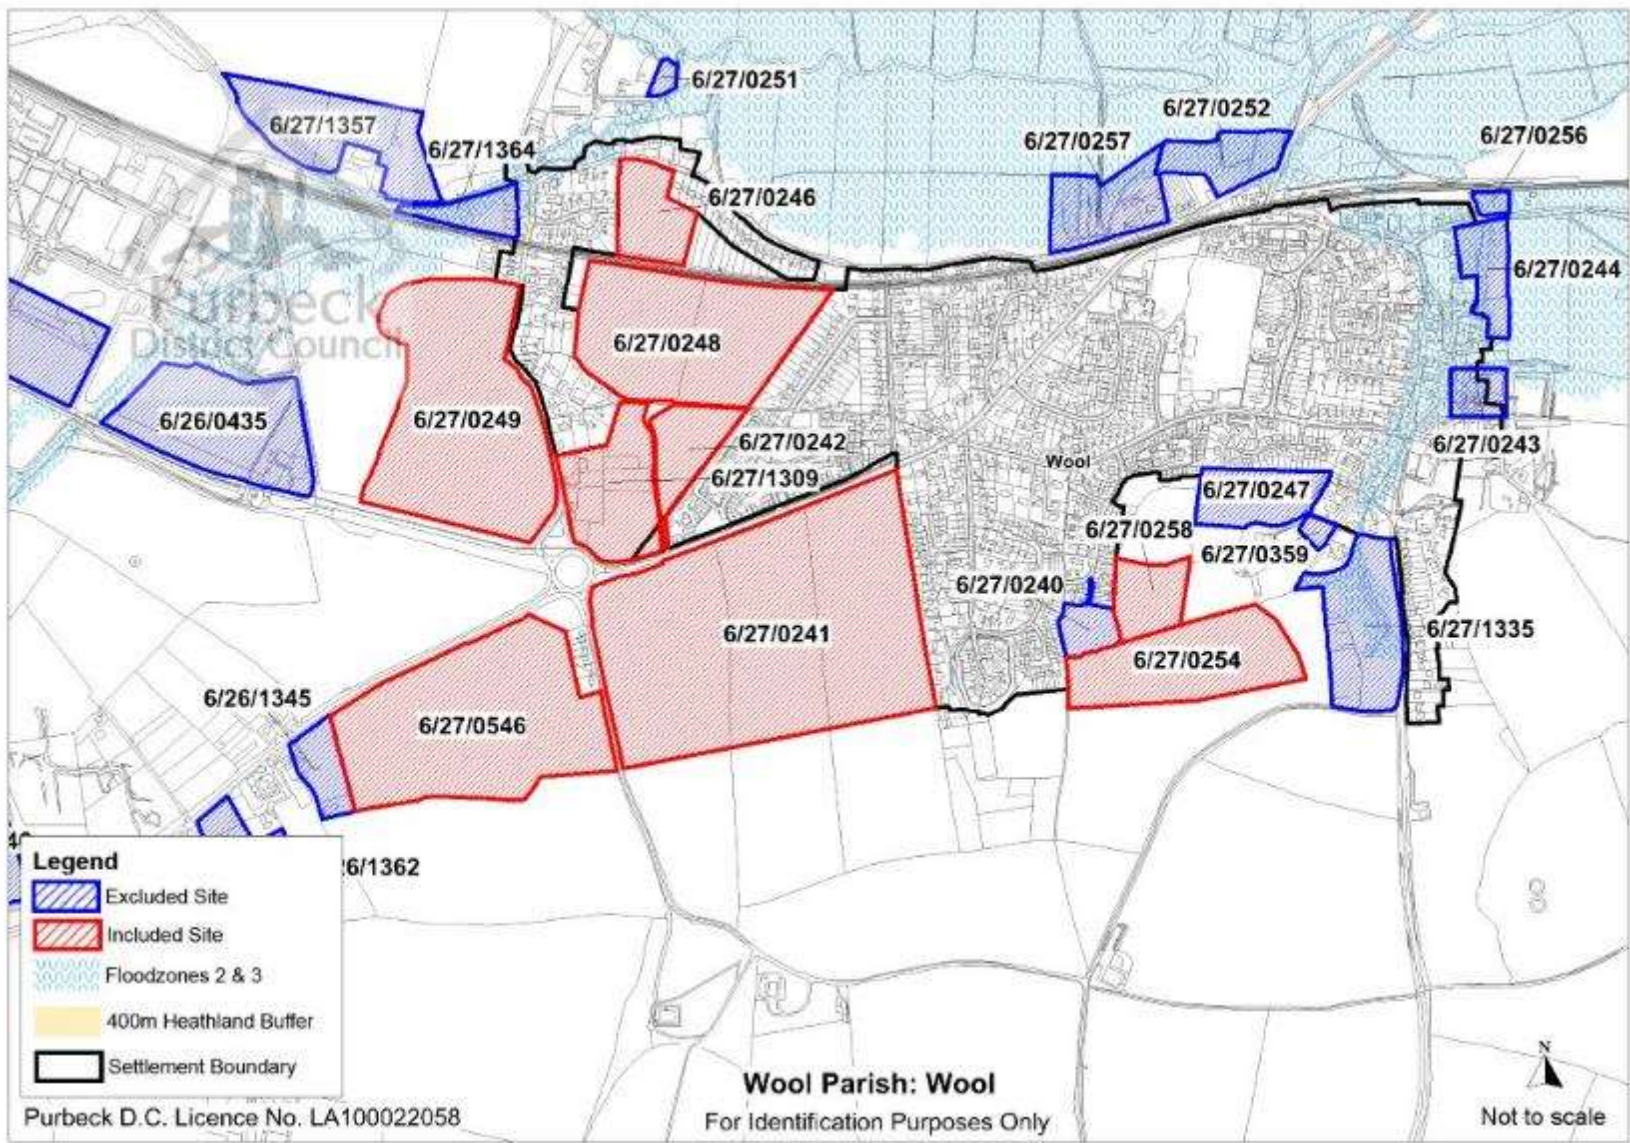 6/27/0251
6/27/1357
6/27/1364
6/27/0252
6/27/0257
6/27/0256
6/27/0246
6/27/0244
Purbeck
District Council
6/27/0248
6/26/0435
6/27/0249
6/27/0242
6/27/0243
Wool
6/27/1309
6/27/0247
6/27/0258
6/27/0359
6/27/0240
6/27/0241
6/27/1335
6/27/0254
6/26/1345
6/27/0546
26/1362
Legend
Excluded Site
Included Site
Floodzones 2 & 3
400m Heathland Buffer
Settlement Boundary
Wool Parish: Wool
For Identification Purposes Only
Purbeck D.C. Licence No. LA100022058
N
Not to scale